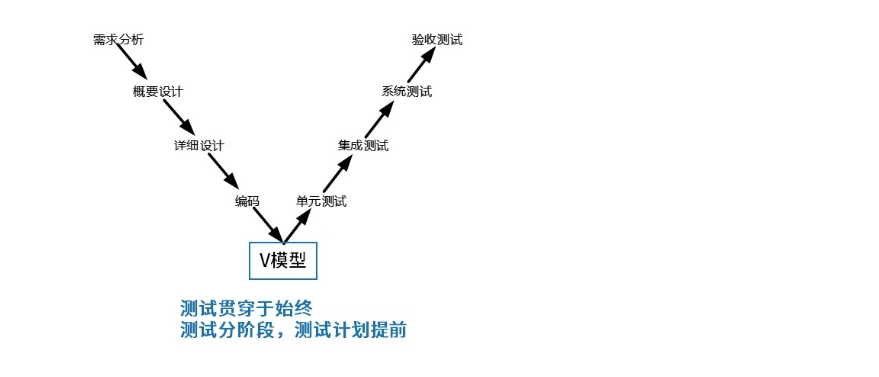 需求分析
验收测试
概要设计
系统测试
详细设计
集成测试
编码
单元测试
V模型
测试贯穿于始终
测试分阶段，测试计划提前